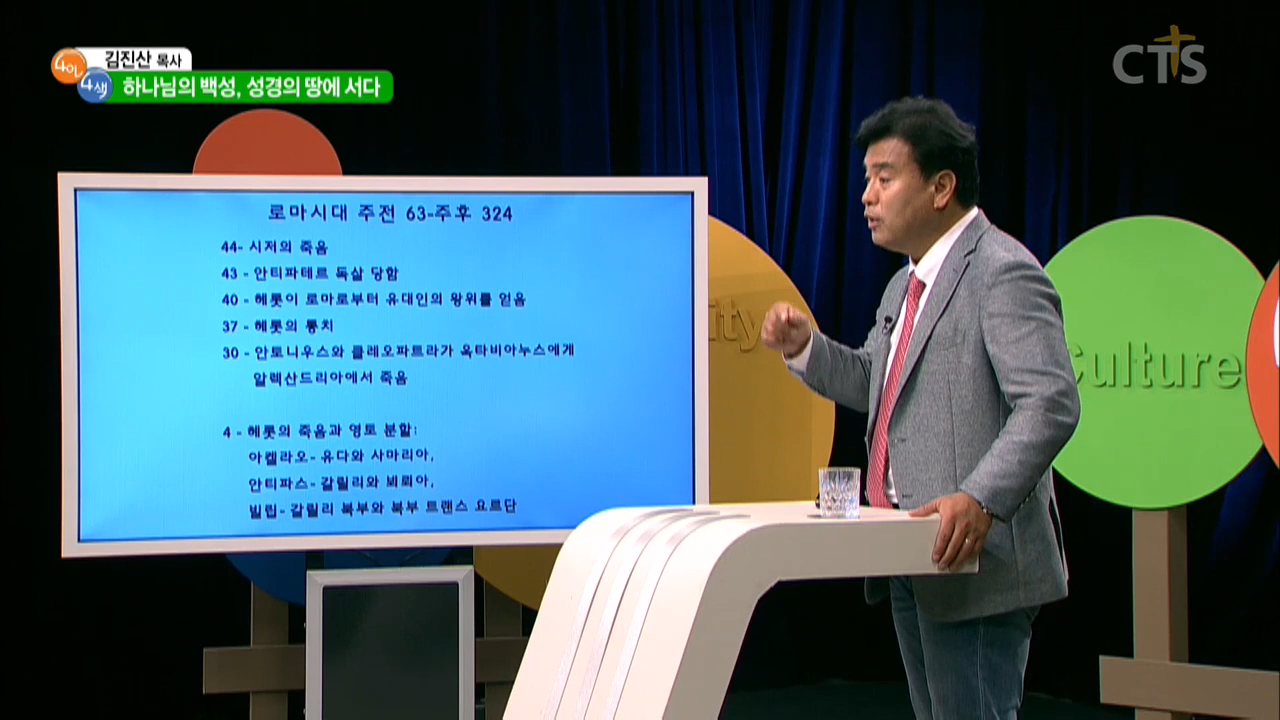 4인
4색
김진산 목사
하나님의 백성, 성경의 땅에 서다
CTS
로마시대 주전 63-주후 324
44- 시저의 죽음
43 - 안티파테르 독살 당함
40 - 헤롯이 로마로부터 유대인의 왕위를 얻음
37 - 헤롯의 통치
30 - 안토니우스와 클레오파트라가 옥타비아누스에게
알렉산드리아에서 죽음
4 - 헤롯의 죽음과 영토 분할:
아켈라오- 유다와 사마리아,
안티파스- 갈릴리와 뵈뢰아,
빌립- 갈릴리 북부와 북부 트랜스 요르단
ity
Culture